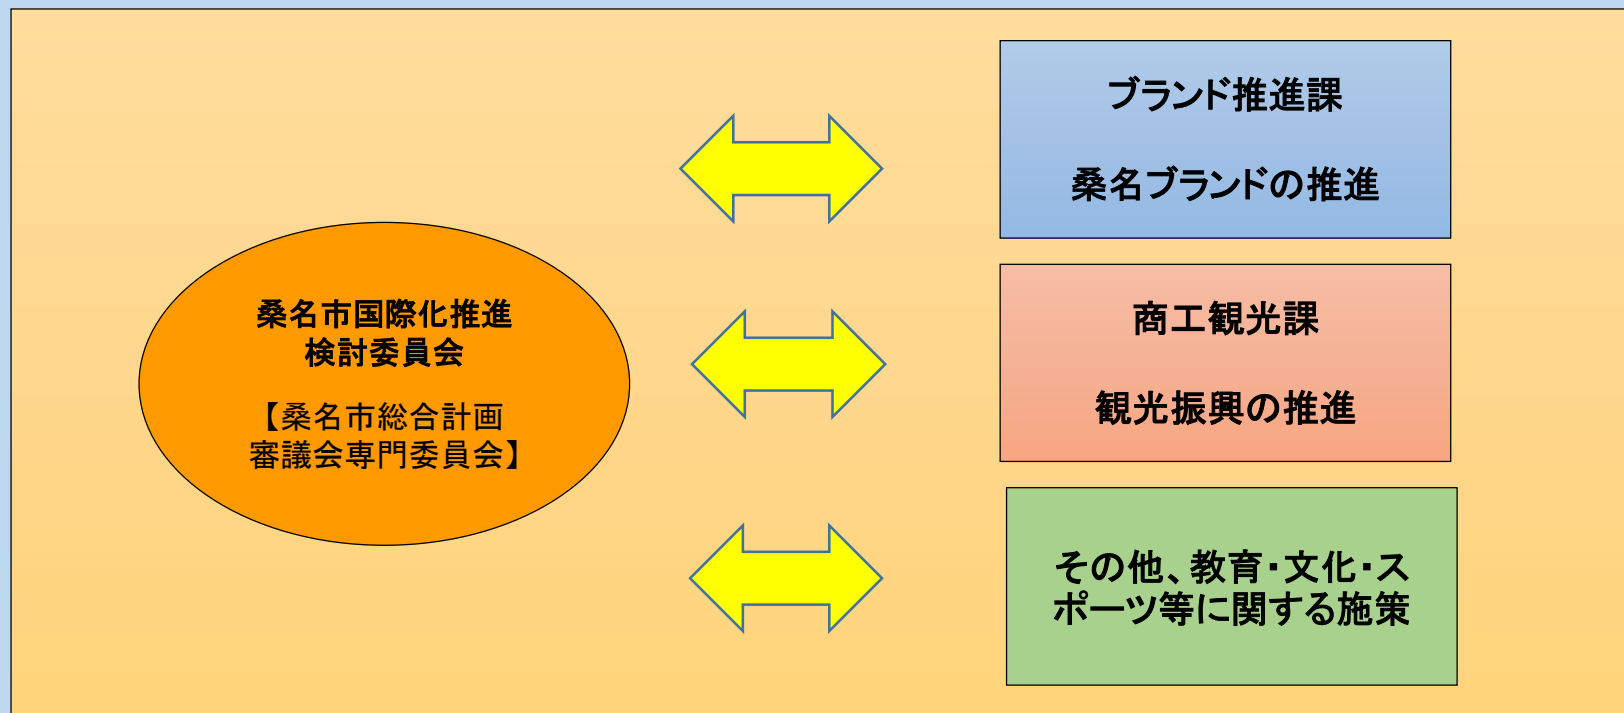 桑名市国際化推進
検討委員会
【桑名市総合計画
審議会専門委員会】
ブランド推進課
桑名ブランドの推進
商工観光課
観光振興の推進
その他、教育・文化・ス
ポーツ等に関する施策